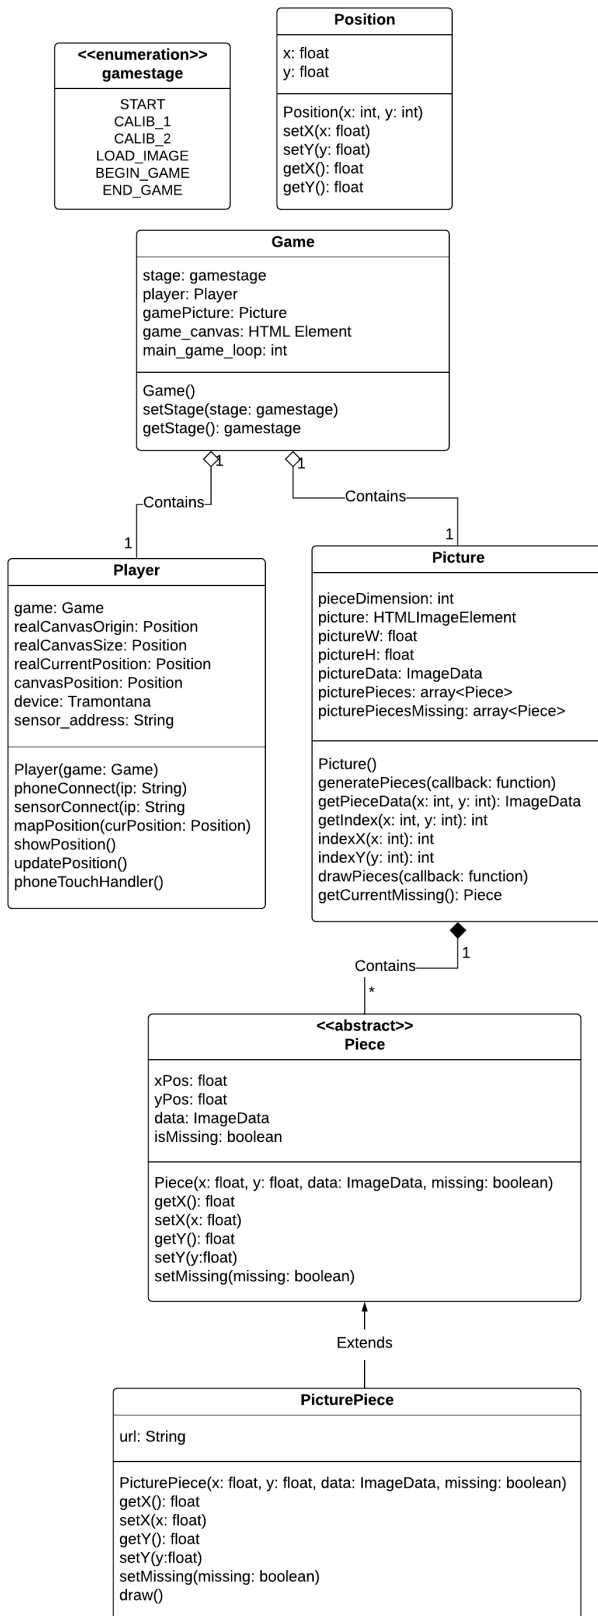 <<enumeration>>
gamestage
START
CALIB_1
CALIB_2
LOAD_IMAGE
BEGIN_GAME
END_GAME
Position
x: float
y: float
Position(x: int, y: int)
setX(x: float)
setY(y: float)
getX(): float
getY(): float
Game
stage: gamestage
player: Player
gamePicture: Picture
game_canvas: HTML Element
main_game_loop: int
Game()
setStage(stage: gamestage)
getStage(): gamestage
1
1
Contains
Contains
1
1
Player
game: Game
realCanvasOrigin: Position
realCanvasSize: Position
realCurrentPosition: Position
canvasPosition: Position
device: Tramontana
sensor_address: String
Player(game: Game)
phoneConnect(ip: String)
sensorConnect(ip: String
mapPosition(curPosition: Position)
showPosition()
updatePosition()
phoneTouchHandler()
Picture
pieceDimension: int
picture: HTMLImageElement
pictureW: float
pictureH: float
pictureData: ImageData
picturePieces: array<Piece>
picturePiecesMissing: array<Piece>
Picture()
generatePieces(callback: function)
getPieceData(x: int, y: int): ImageData
getIndex(x: int, y: int): int
indexX(x: int): int
indexY(y: int): int
drawPieces(callback: function)
getCurrentMissing(): Piece
1
Contains
*
<<abstract>>
Piece
xPos: float
yPos: float
data: ImageData
isMissing: boolean
Piece(x: float, y: float, data: ImageData, missing: boolean)
getX(): float
setX(x: float)
getY(): float
setY(y:float)
setMissing(missing: boolean)
Extends
PicturePiece
url: String
PicturePiece(x: float, y: float, data: ImageData, missing: boolean)
getX(): float
setX(x: float)
getY(): float
setY(y:float)
setMissing(missing: boolean)
draw()